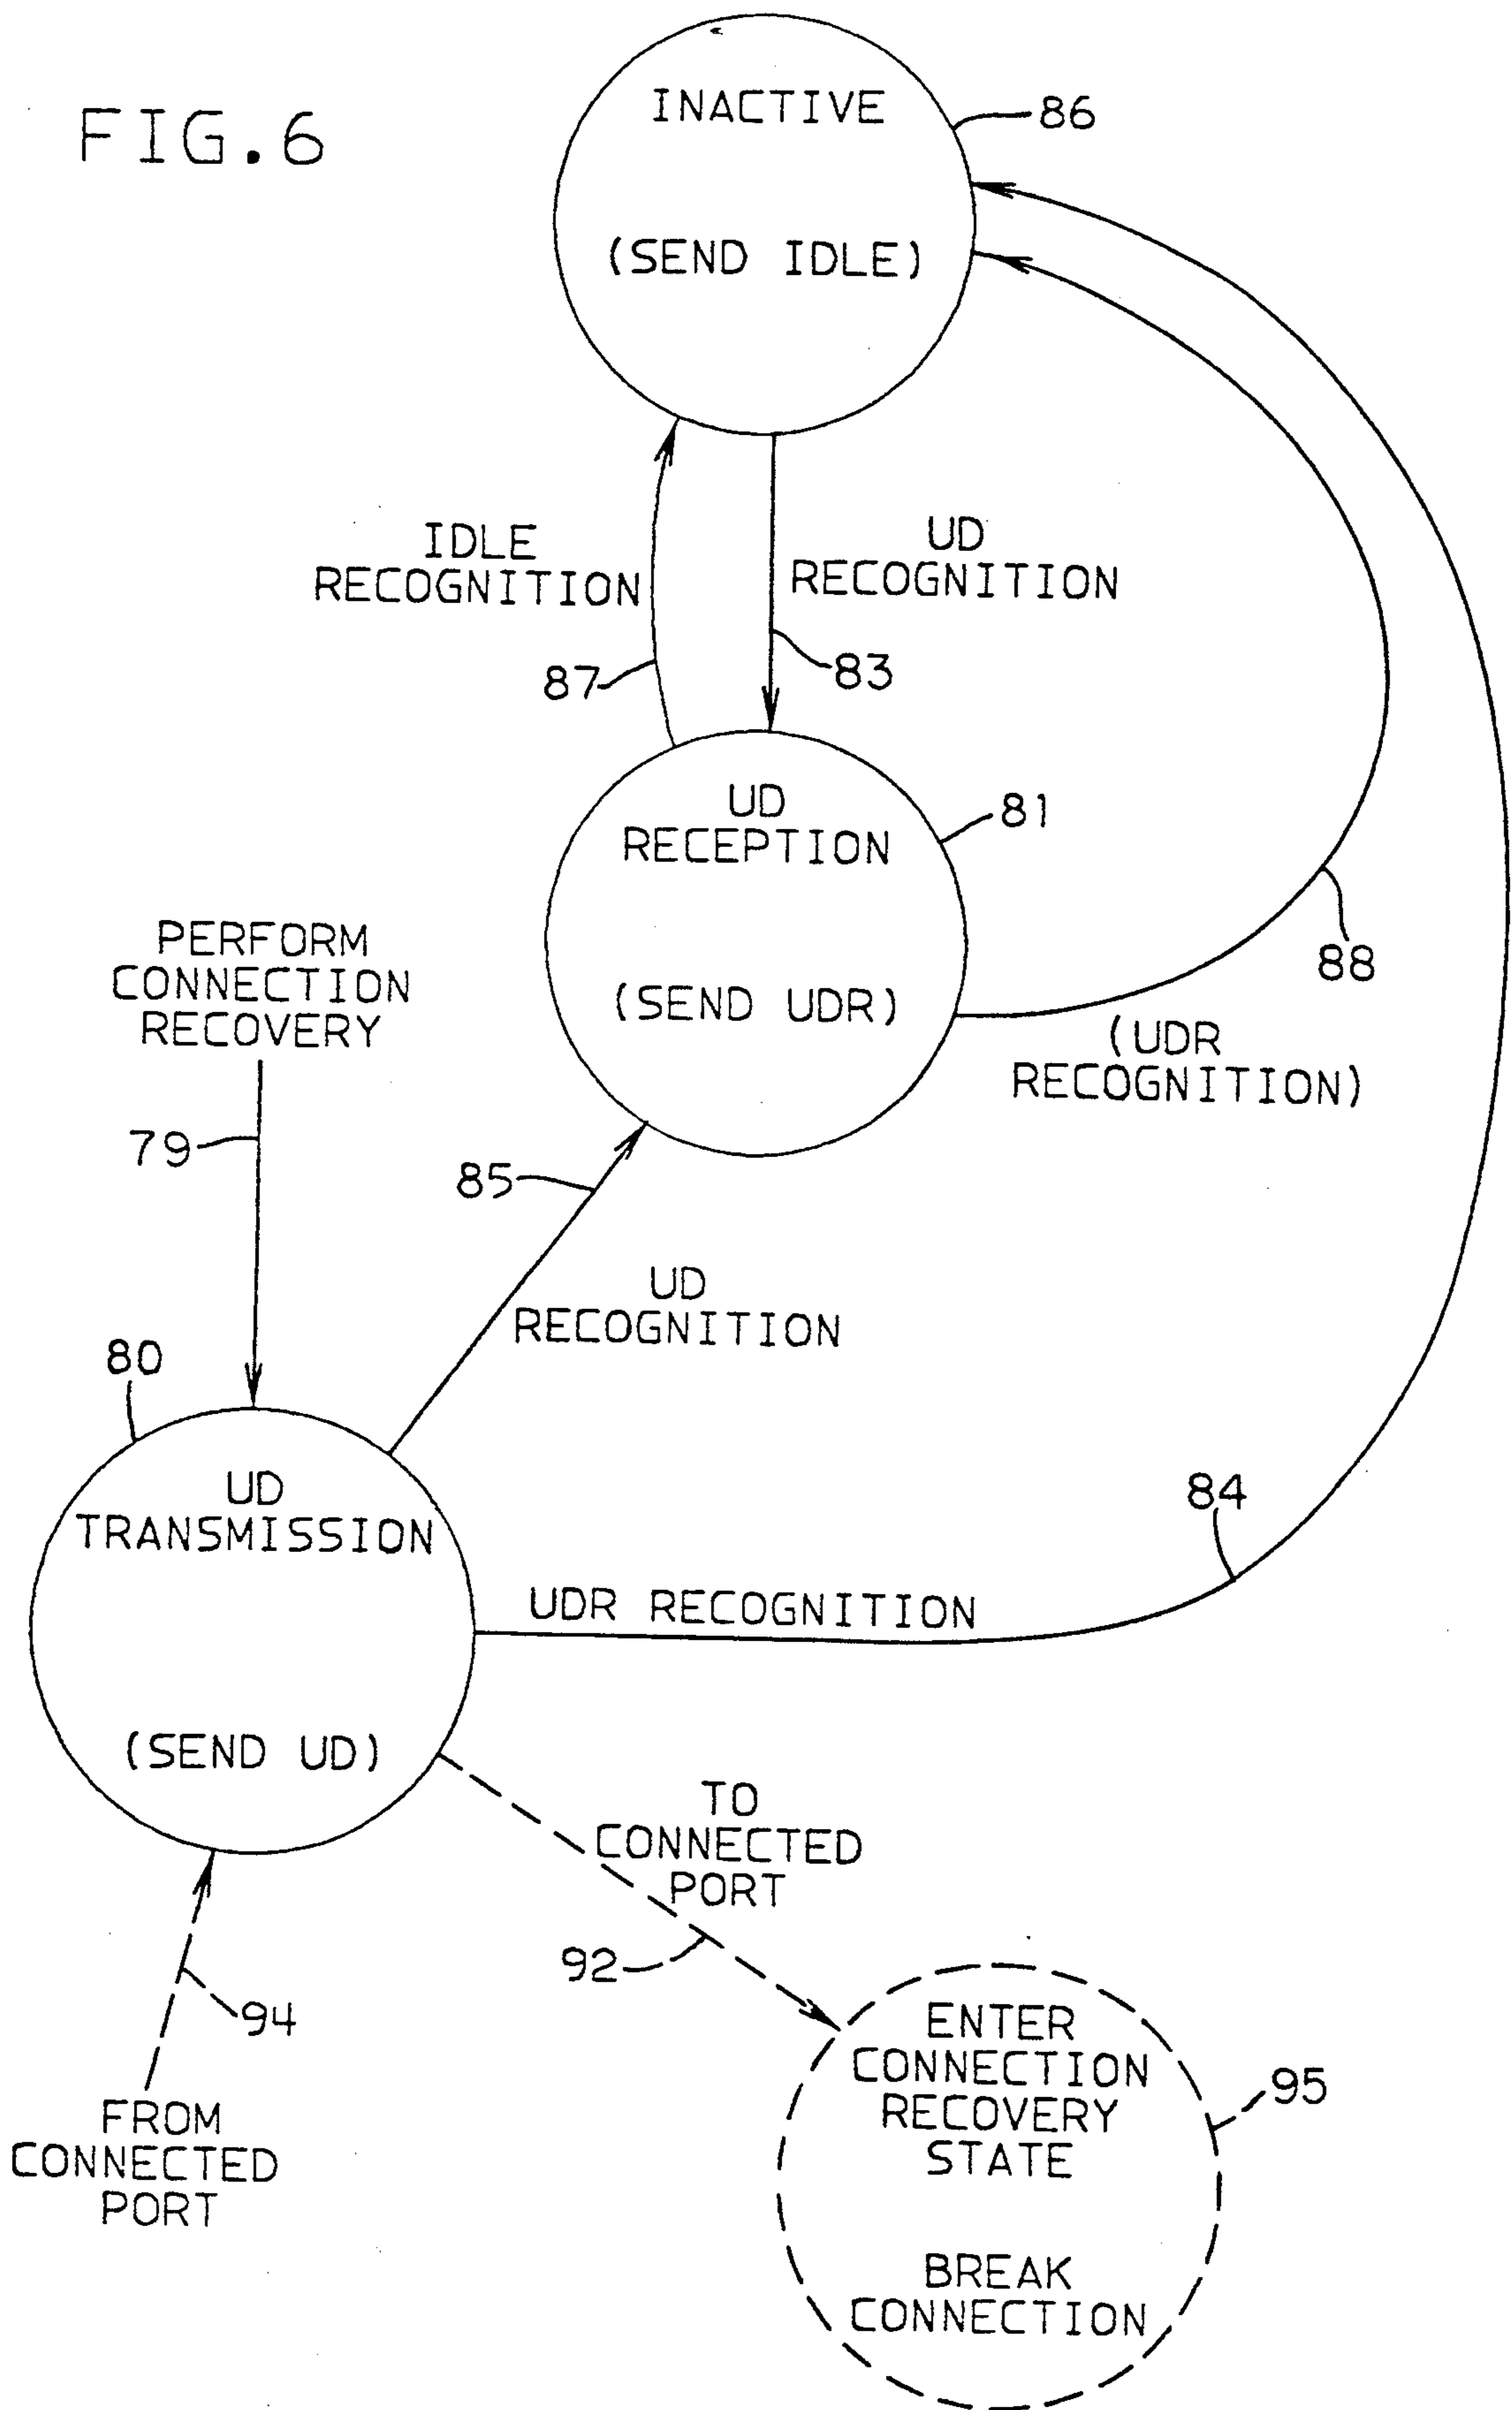 FIG.6
INACTIVE
86
(SEND IDLE)
IDLE
RECOGNITION
UD
RECOGNITION
87
83
UD
RECEPTION
81
(SEND UDR)
88
(UDR
RECOGNITION)
PERFORM
CONNECTION
RECOVERY
79
85
UD
RECOGNITION
80
UD
TRANSMISSION
84
UDR RECOGNITION
(SEND UD)
TO
CONNECTED
PORT
92
94
FROM
CONNECTED
PORT
ENTER
CONNECTION
RECOVERY
STATE
95
BREAK
CONNECTION